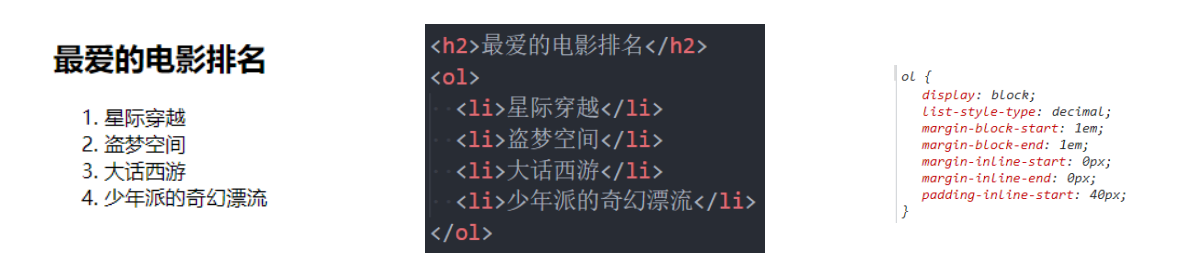 最爱的电影排名
1. 星际穿越
2. 盗梦空间
3. 大话西游
4. 少年派的奇幻漂流
<h2>最爱的电影排名</h2>
<ol>
<li>星际穿越</li>
<li>盗梦空间</li>
<li>大话西游</li>
<li>少年派的奇幻漂流</li>
</ol>
ol {
display: block;
list-style-type: decimal;
margin-block-start: 1em;
margin-block-end: 1em;
margin-inline-start: 0px;
margin-inline-end: 0px;
padding-inline-start: 40px;
}